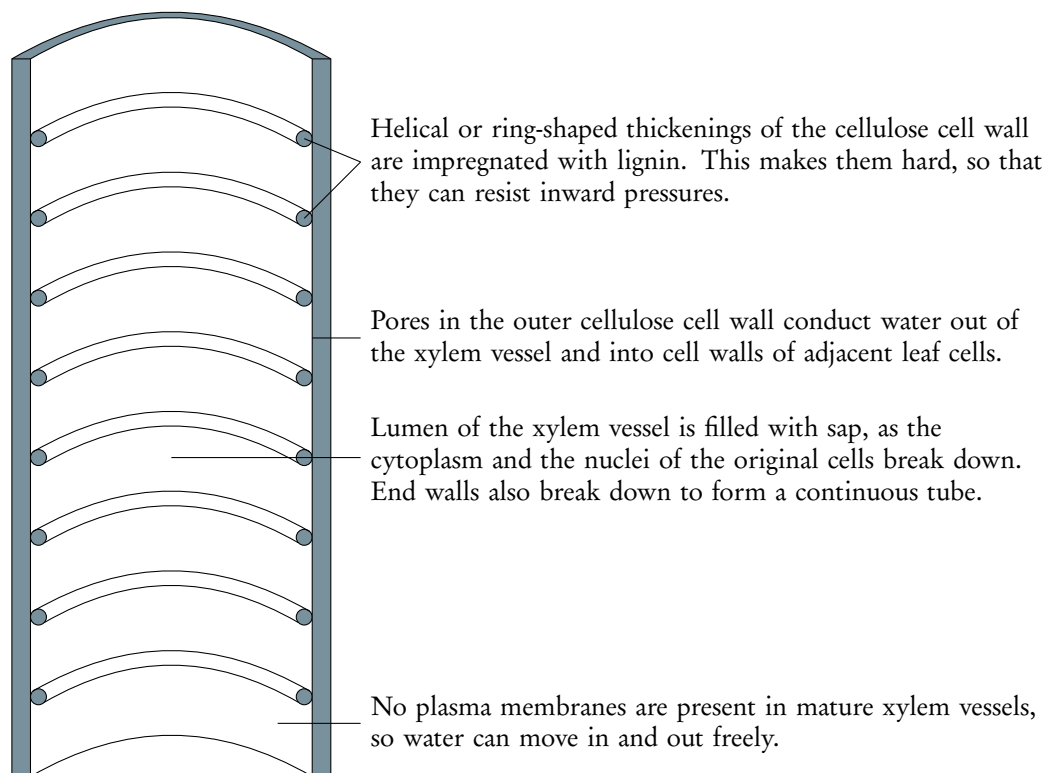 Helical or ring-shaped thickenings of the cellulose cell wall
are impregnated with lignin. This makes them hard, so that
they can resist inward pressures.
Pores in the outer cellulose cell wall conduct water out of
the xylem vessel and into cell walls of adjacent leaf cells.
Lumen of the xylem vessel is filled with sap, as the
cytoplasm and the nuclei of the original cells break down.
End walls also break down to form a continuous tube.
No plasma membranes are present in mature xylem vessels,
so water can move in and out freely.